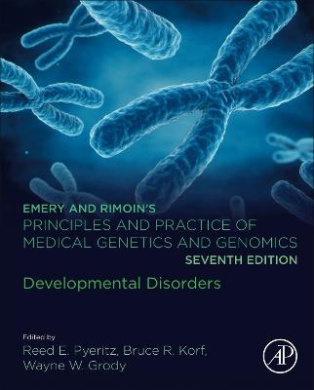 EMERY AND RIMOIN'S
PRINCIPLES AND PRACTICE OF
MEDICAL GENETICS AND GENOMICS
SEVENTH EDITION
Developmental Disorders
Edited by
Reed E. Pyeritz, Bruce R. Korf,
Wayne W. Grody
AP